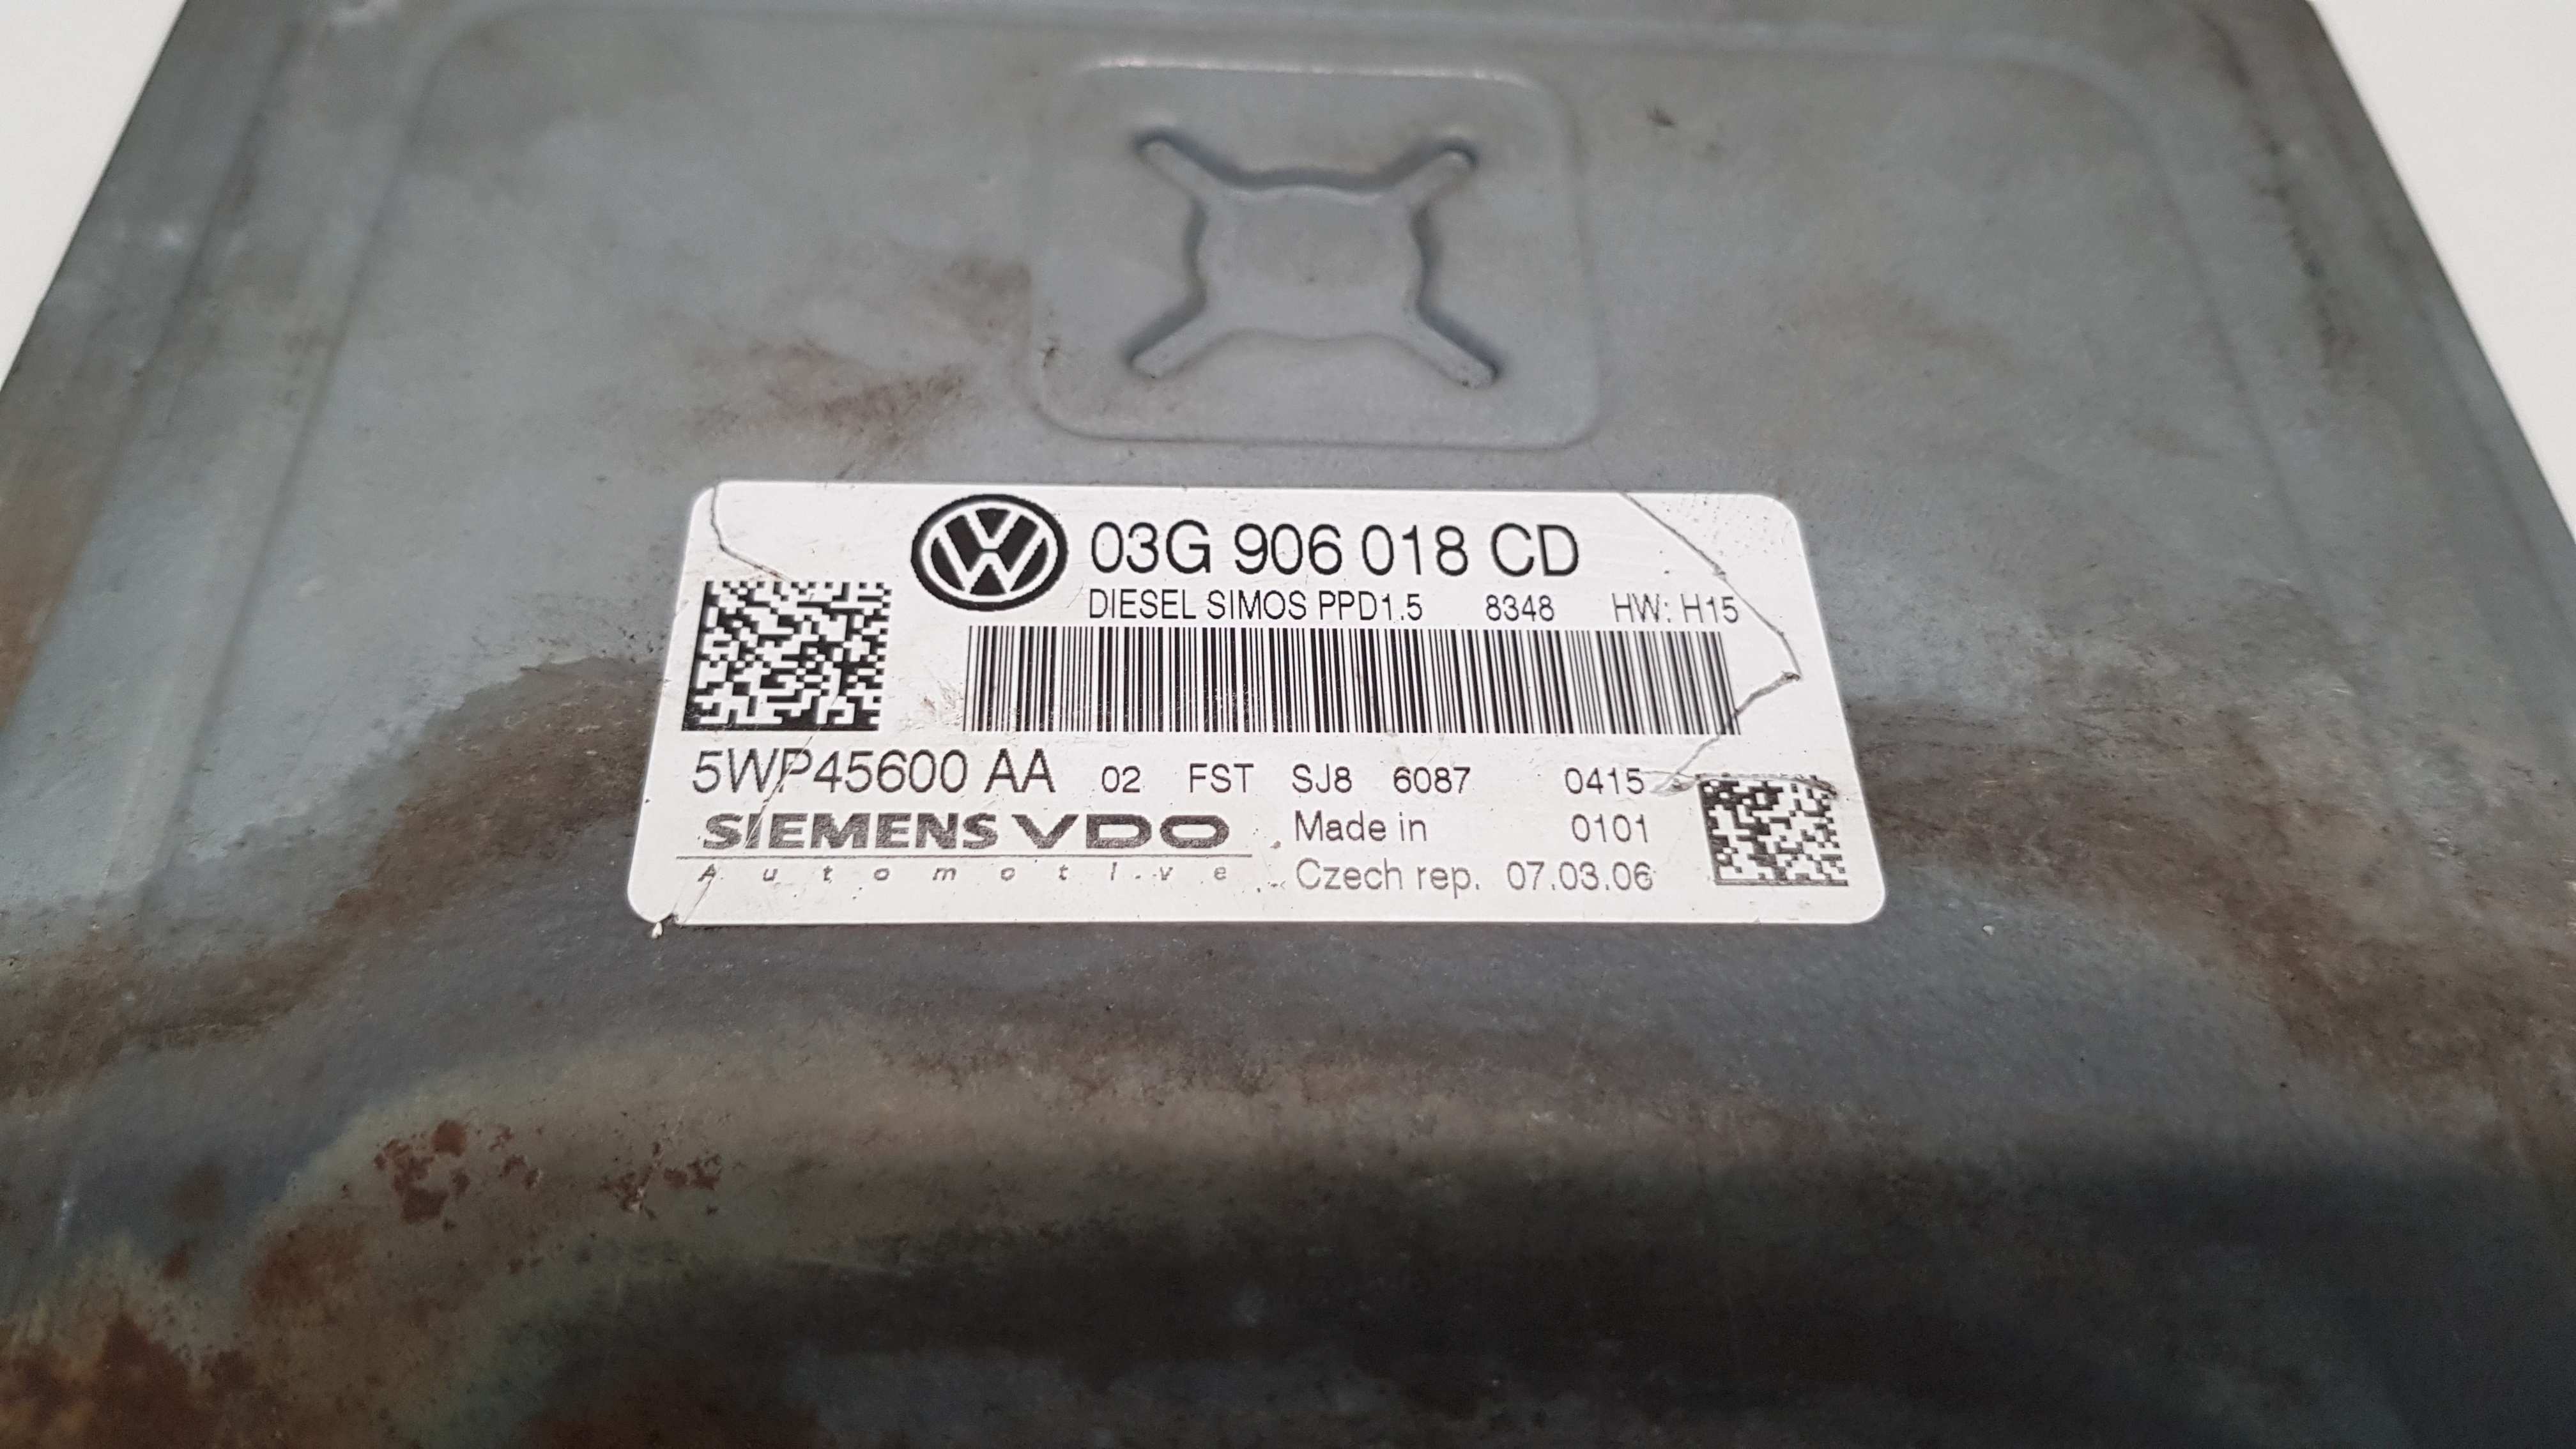 03G 906 018 CD
DIESEL SIMOS PPD1.5 8348 HW: H15
5WP45600 AA 02 FST SJ8 6087 0415
SIEMENS VDO Made in 0101
Automotive Czech rep. 07.03.06